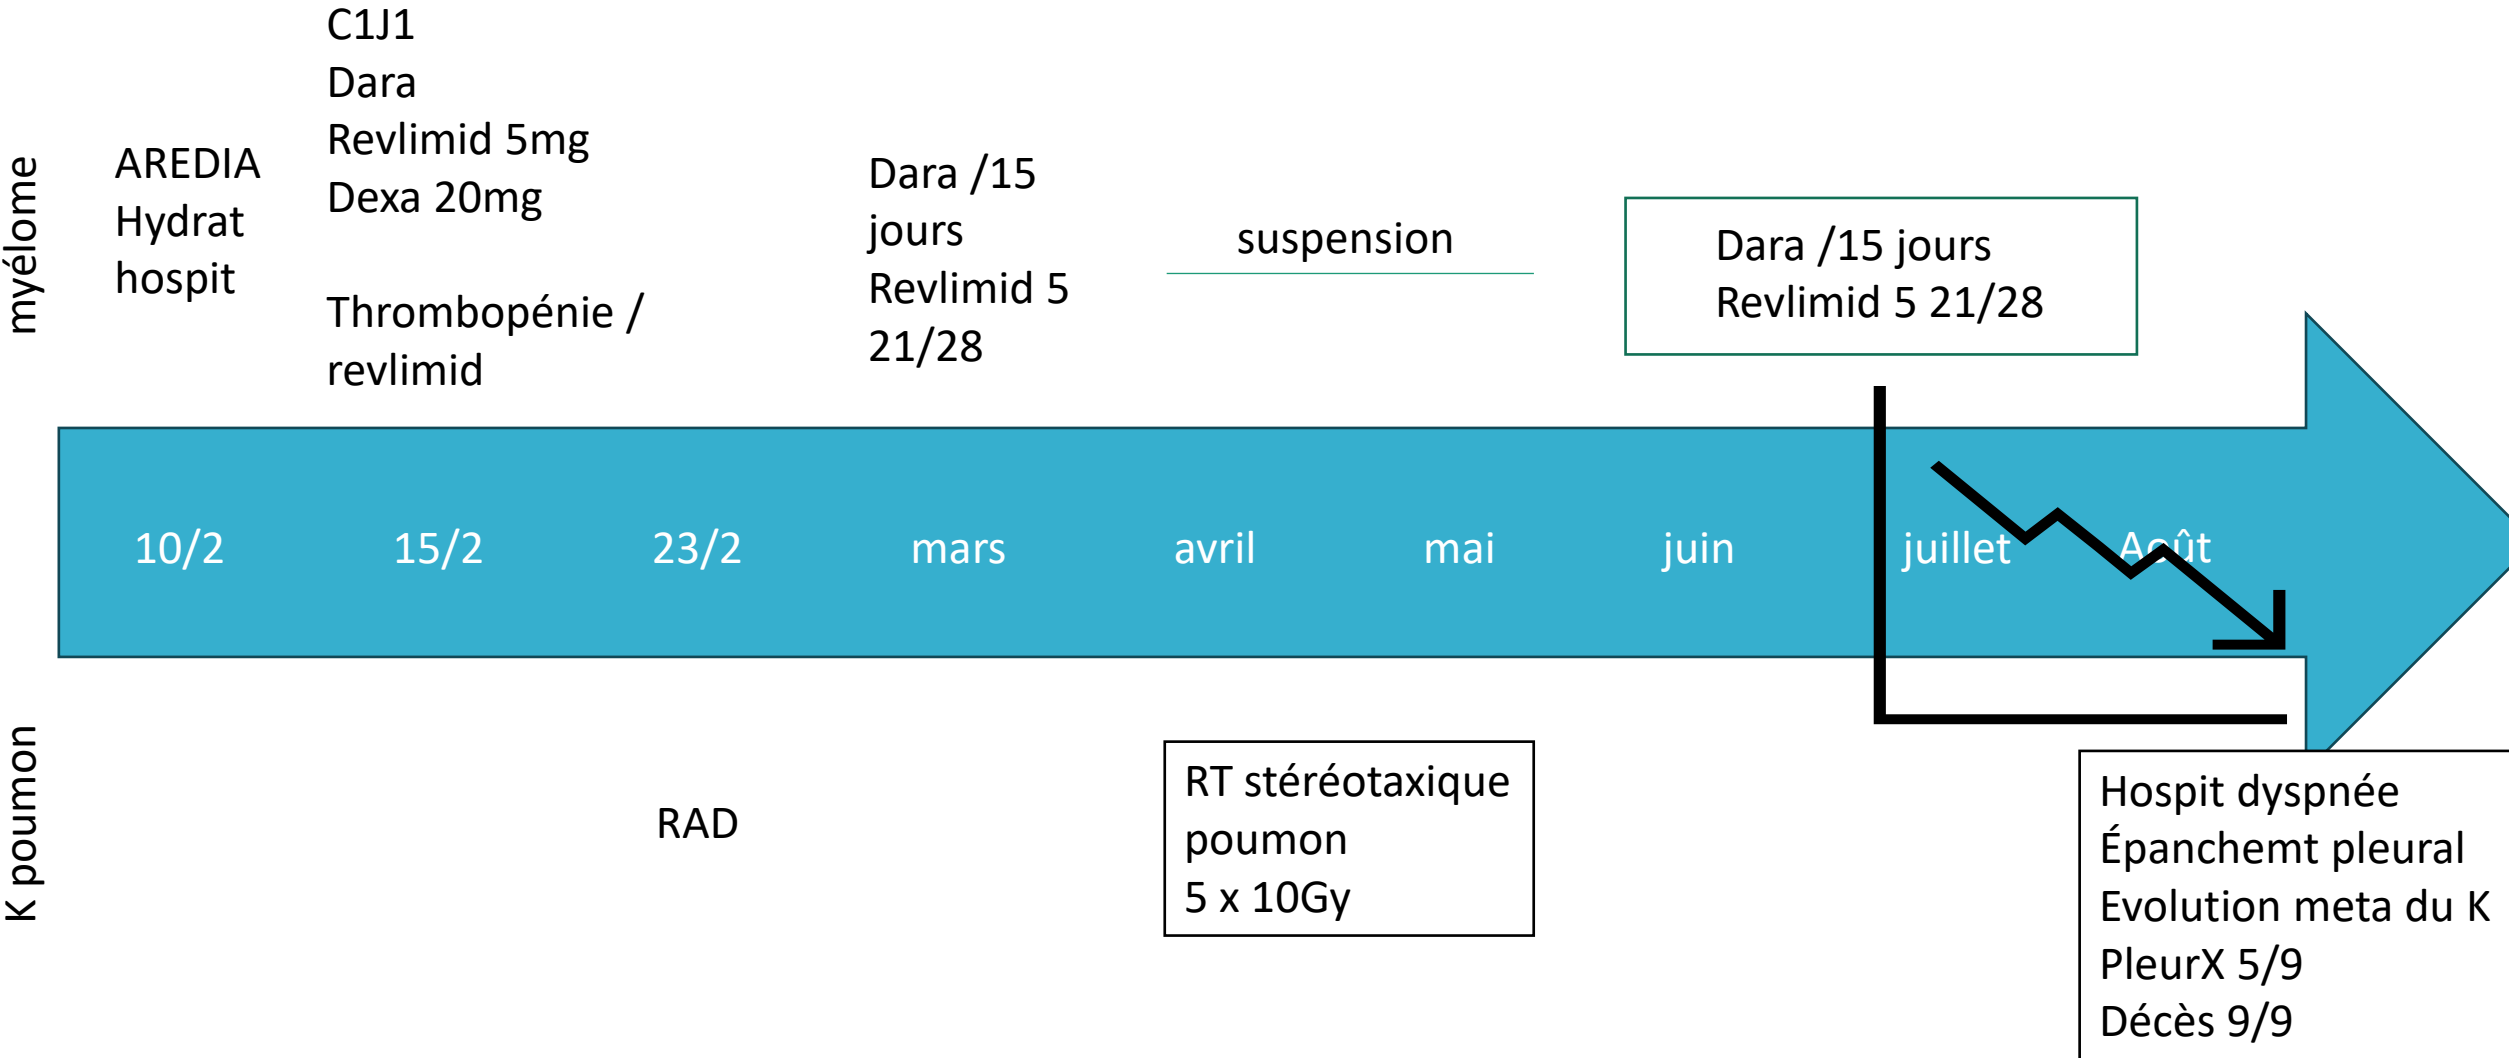 myélome
AREDIA
Hydrat
hospit
C1J1
Dara
Revlimid 5mg
Dexa 20mg
Thrombopénie /
revlimid
Dara /15
jours
Revlimid 5
21/28
suspension
Dara /15 jours
Revlimid 5 21/28
10/2
15/2
23/2
mars
avril
mai
juin
juillet
Août
K poumon
RAD
RT stéréotaxique
poumon
5 x 10Gy
Hospit dyspnée
Épanchemt pleural
Evolution meta du K
PleurX 5/9
Décès 9/9